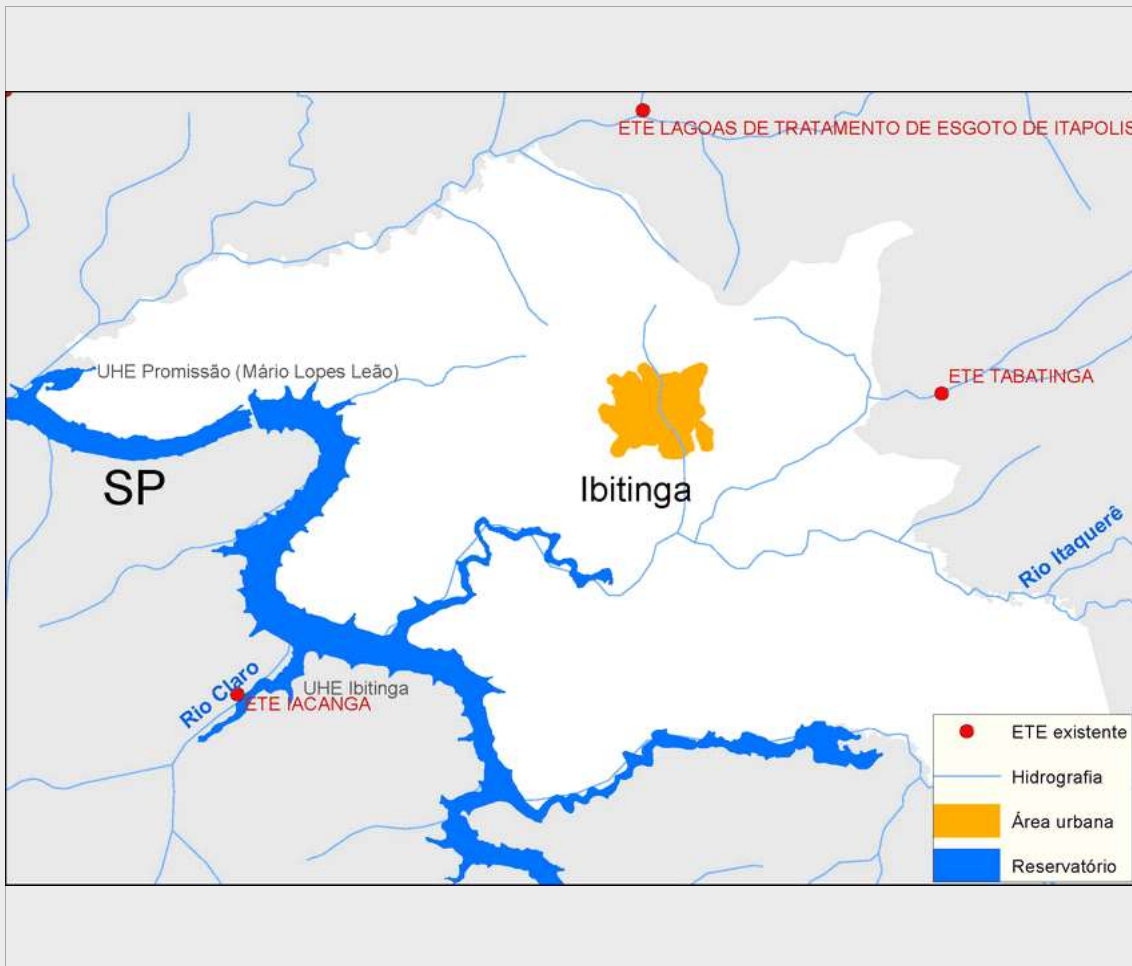 ETE LAGOAS DE TRATAMENTO DE ESGOTO DE ITAPOLIS
UHE Promissão (Mário Lopes Leão)
ETE TABATINGA
SP
Ibitinga
Rio Itaquerê
Rio Claro
UHE Ibitinga
ETE IACANGA
ETE existente
Hidrografia
Área urbana
Reservatório